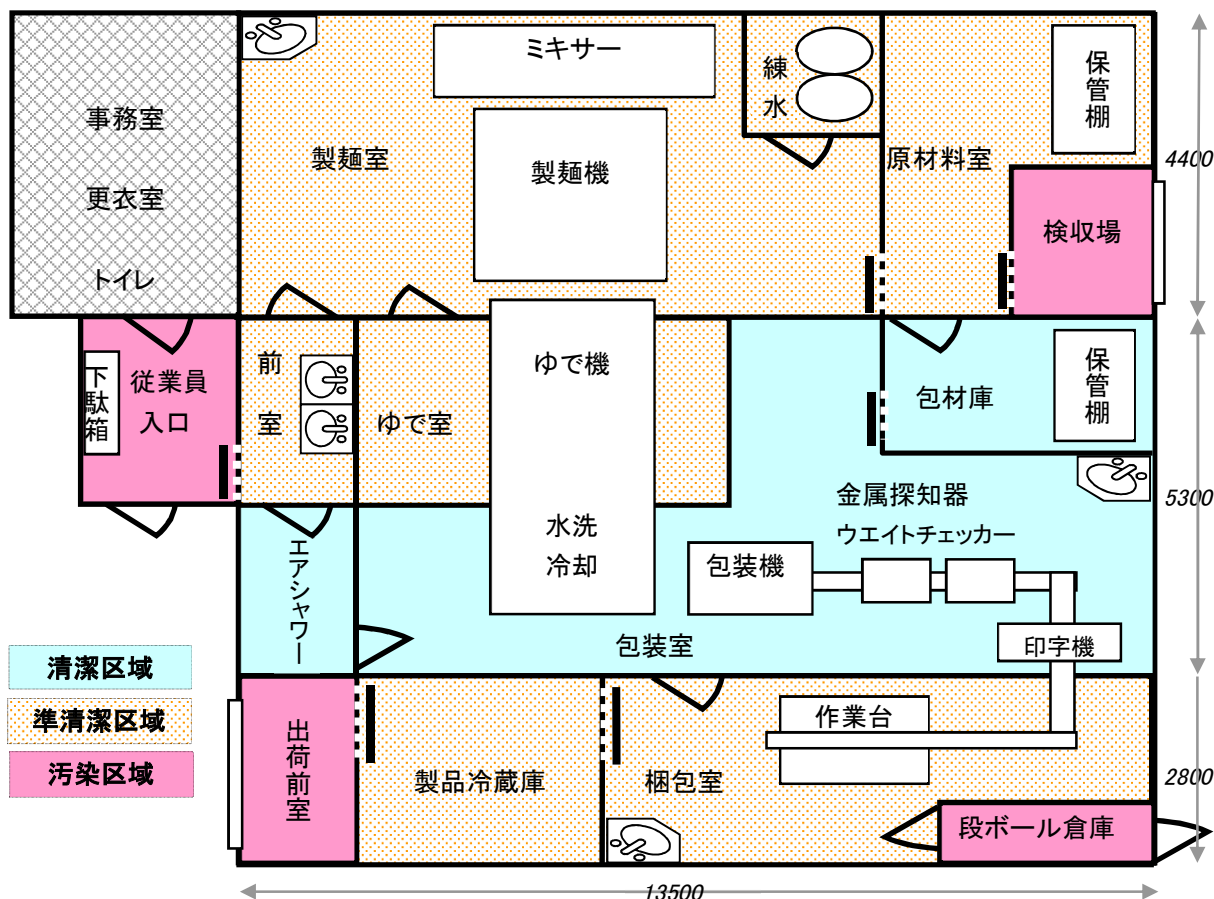 ミキサー
練水
保管棚
事務室
製麺室
製麺機
原材料室
4400
更衣室
検収場
トイレ
前室
ゆで機
下駄箱
従業員
入口
保管棚
包材庫
ゆで室
金属探知器
ウエイトチェッカー
5300
水洗
冷却
エアシャワー
包装機
包装室
印字機
清潔区域
準清潔区域
汚染区域
出荷前室
作業台
製品冷蔵庫
梱包室
2800
段ボール倉庫
13500